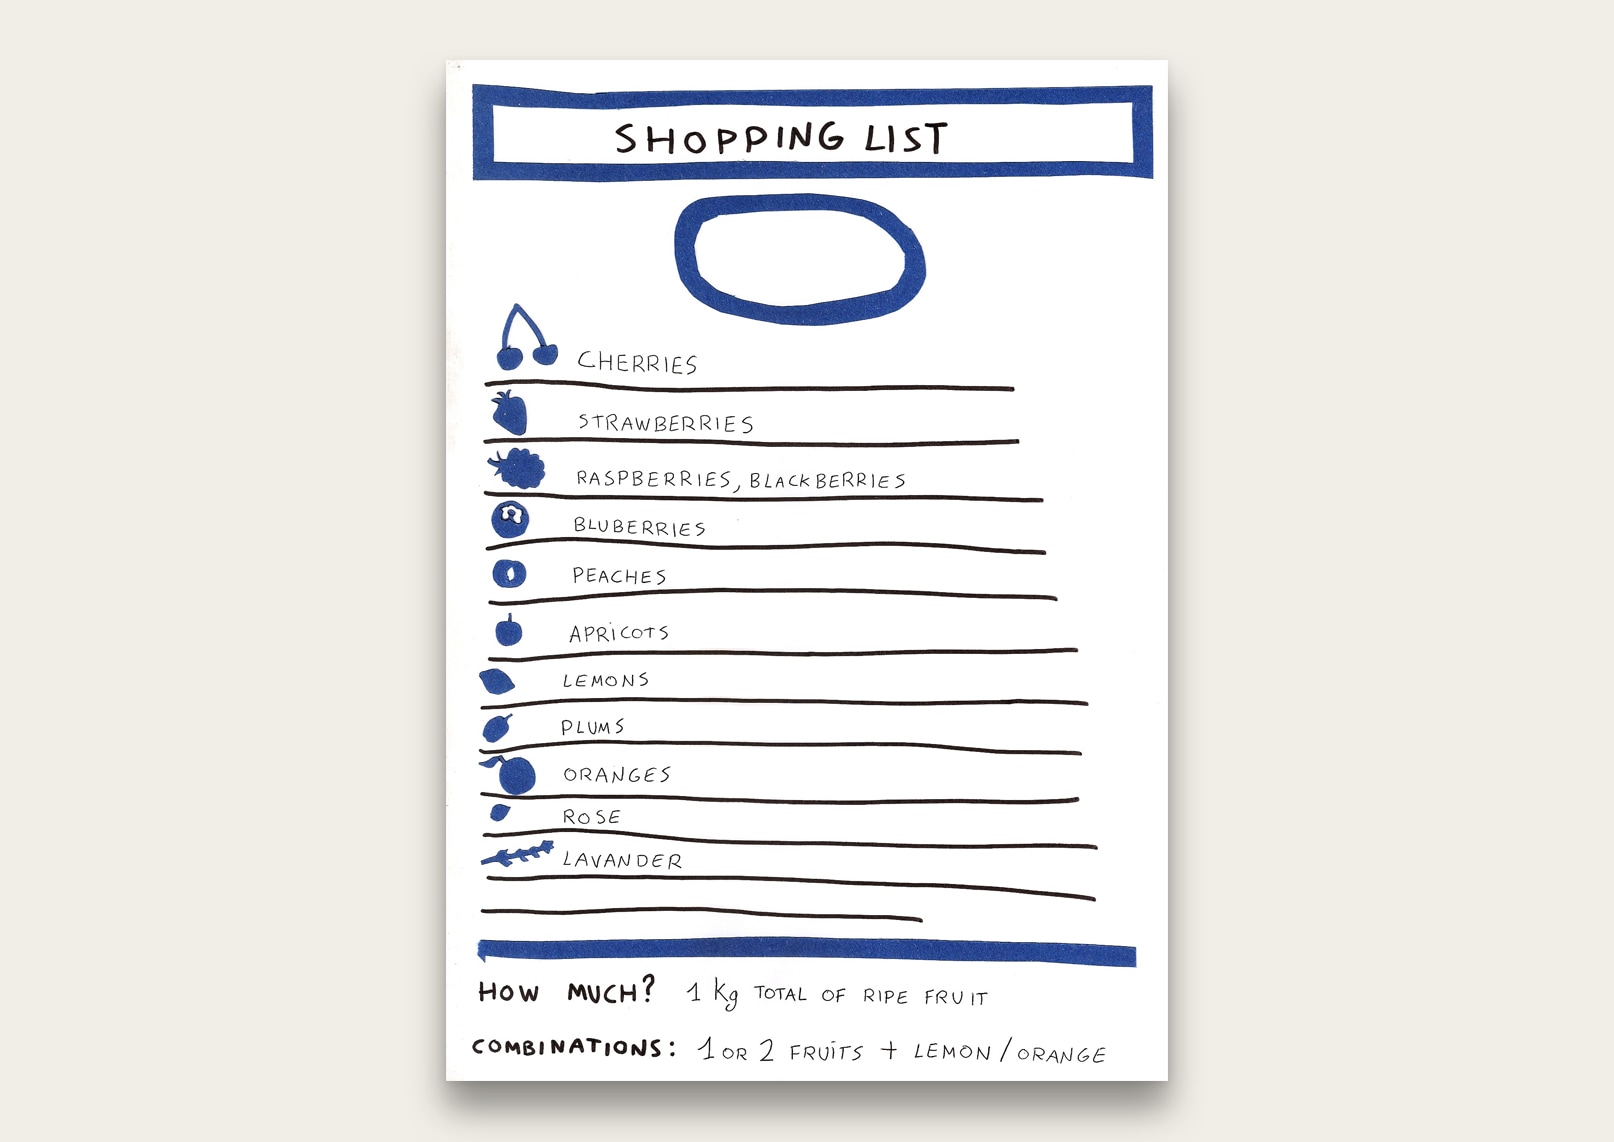 SHOPPING LIST
CHERRIES
STRAWBERRIES
RASPBERRIES, BLACKBERRIES
BLUBERRIES
PEACHES
APRiCOTS
LEMONS
PLUMS
ORANGES
ROSE
LAVANDER
HOW MUCH? 1 Kg TOTAL OF RIPE FRUIT
COMBINATIONS: 1 OR 2 FRUiTS + LEMON/ORANGE